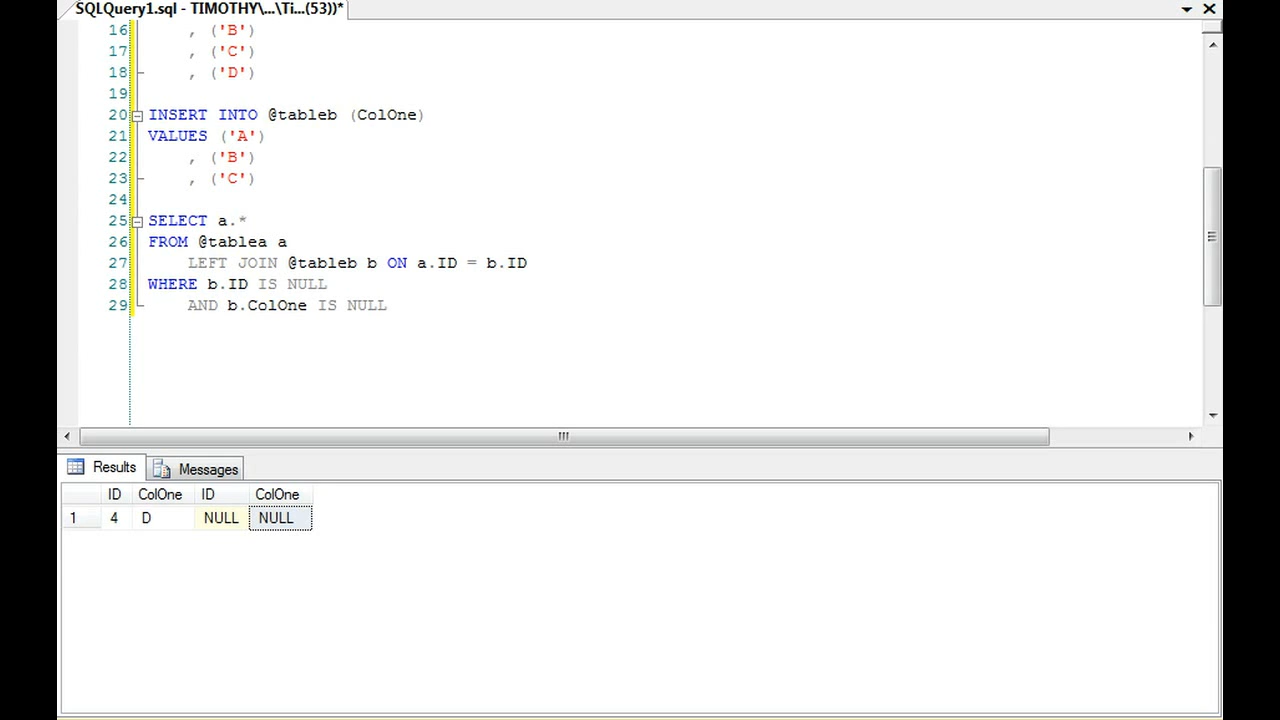 SQLQuery1.sql - TIMOTHY\...\Ti...(53))*
16 , ('B')
17 , ('C')
18 , ('D')
19
20 INSERT INTO @tableb (ColOne)
21 VALUES ('A')
22 , ('B')
23 , ('C')
24
25 SELECT a.*
26 FROM @tablea a
27 LEFT JOIN @tableb b ON a.ID = b.ID
28 WHERE b.ID IS NULL
29 AND b.ColOne IS NULL
Results Messages
ID ColOne ID ColOne
1 4 D NULL NULL